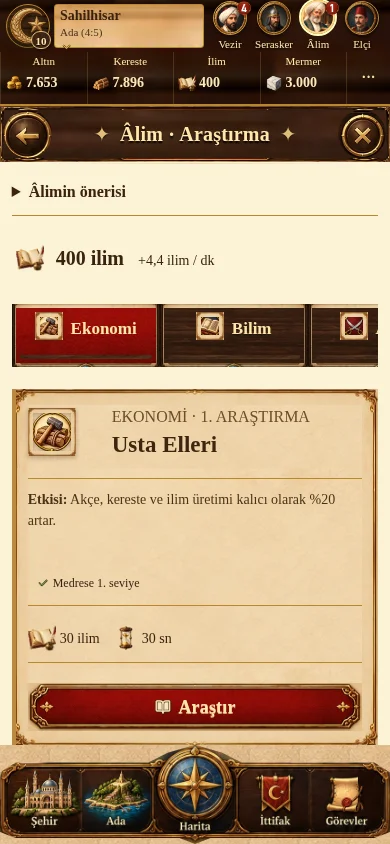 Sahilhisar
Ada (4:5)
10
4
1
Vezir
Serasker
Âlim
Elçi
Altın
7.653
Kereste
7.896
İlim
400
Mermer
3.000
...
Âlim · Araştırma
Âlimin önerisi
400 ilim
+4,4 ilim / dk
Ekonomi
Bilim
EKONOMİ · 1. ARAŞTIRMA
Usta Elleri
Etkisi: Akçe, kereste ve ilim üretimi kalıcı olarak %20
artar.
Medrese 1. seviye
30 ilim
30 sn
Araştır
Şehir
Ada
Harita
İttifak
Görevler